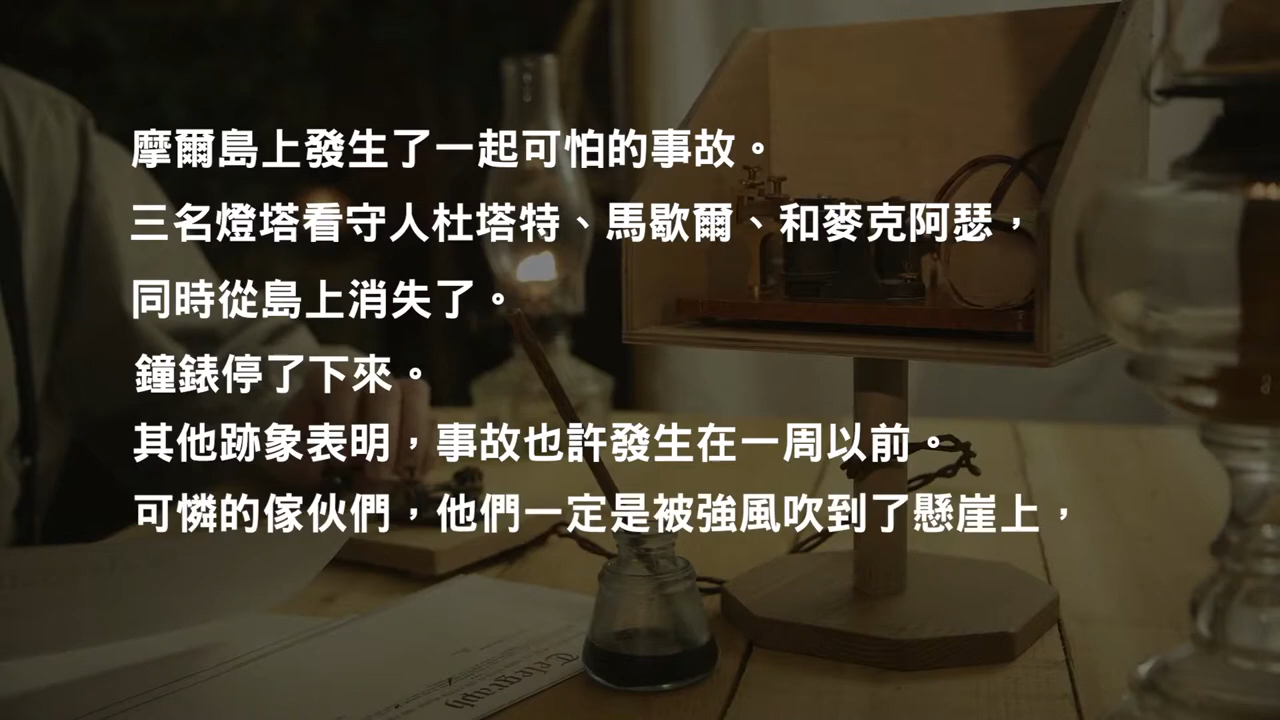 摩爾島上發生了一起可怕的事故。
三名燈塔看守人杜塔特、馬歇爾、和麥克阿瑟，
同時從島上消失了。
鐘錶停了下來。
其他跡象表明，事故也許發生在一周以前。
可憐的傢伙們，他們一定是被強風吹到了懸崖上，
Telegraph